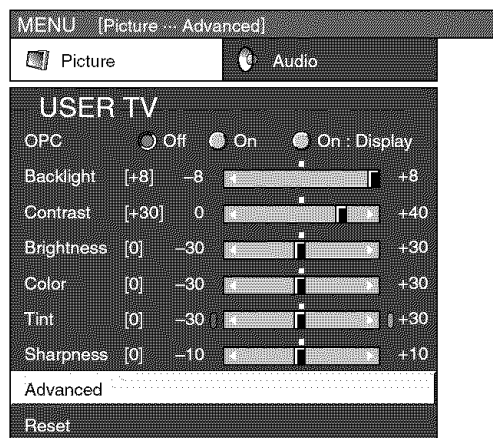 MENU [Picture ··· Advanced]
Picture Audio
USER TV
OPC Off On On : Display
Backlight [+8] –8 +8
Contrast [+30] 0 +40
Brightness [0] –30 +30
Color [0] –30 +30
Tint [0] –30 +30
Sharpness [0] –10 +10
Advanced
Reset